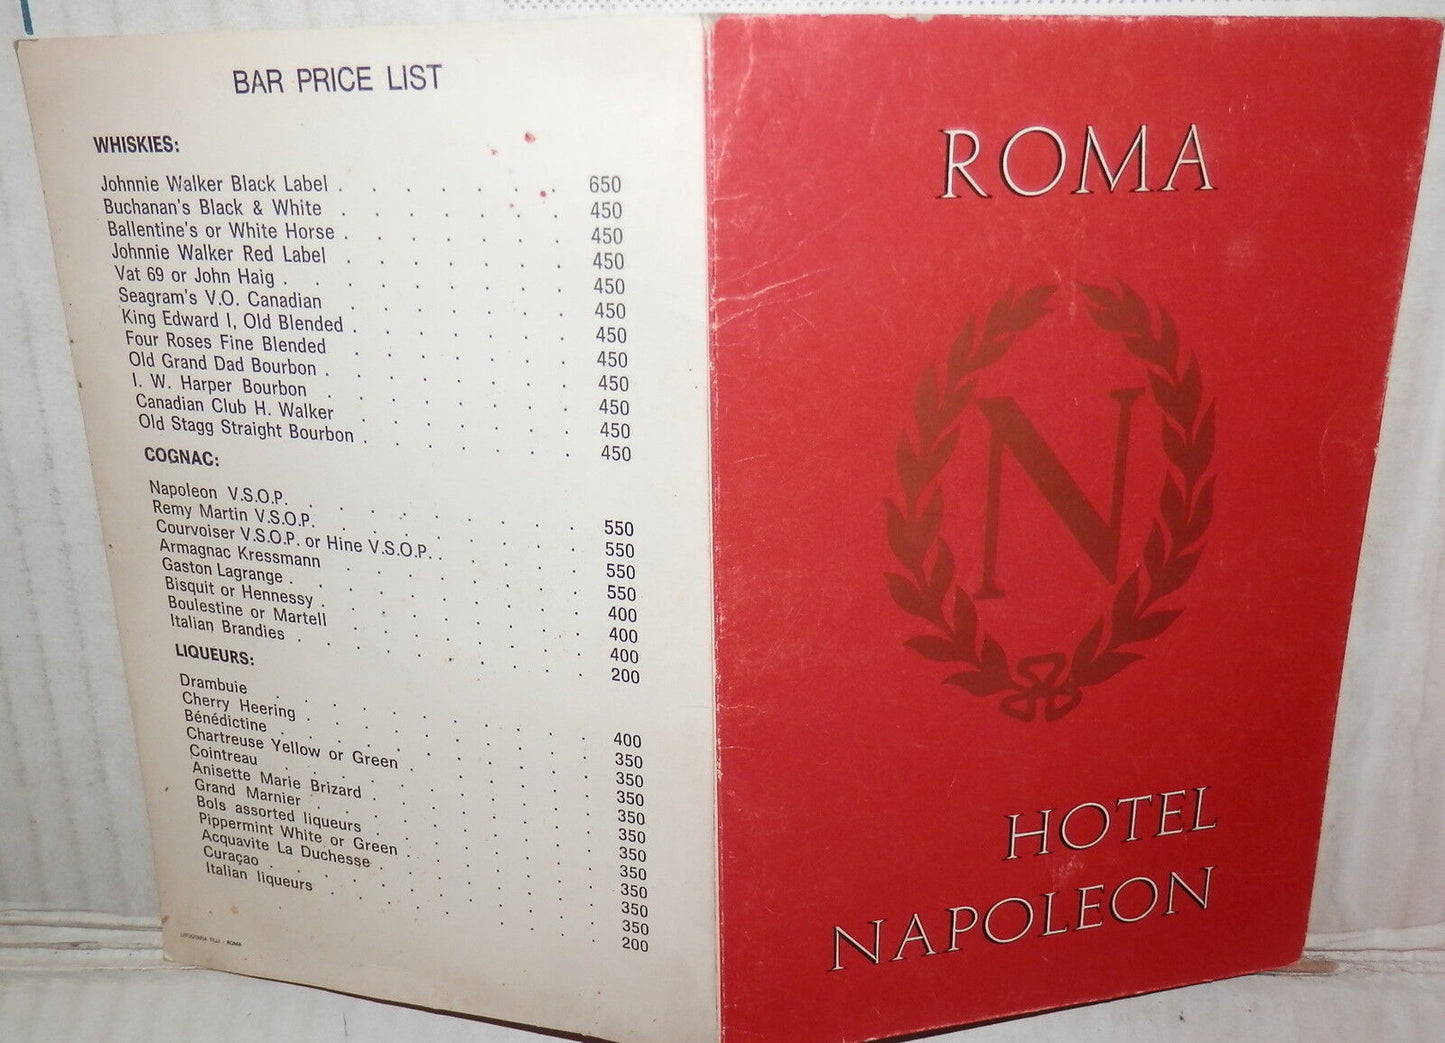 BAR PRICE LIST
WHISKIES:
Johnnie Walker Black Label . . . . . . . 650
Buchanan's Black & White . . . . . . . 450
Ballentine's or White Horse . . . . . . . 450
Johnnie Walker Red Label . . . . . . . 450
Vat 69 or John Haig . . . . . . . . 450
Seagram's V.O. Canadian . . . . . . . 450
King Edward I, Old Blended . . . . . . . 450
Four Roses Fine Blended . . . . . . . 450
Old Grand Dad Bourbon . . . . . . . . 450
I. W. Harper Bourbon . . . . . . . . 450
Canadian Club H. Walker . . . . . . . 450
Old Stagg Straight Bourbon . . . . . . . 450
COGNAC:
Napoleon V.S.O.P. . . . . . . . . 550
Remy Martin V.S.O.P. . . . . . . . 550
Courvoiser V.S.O.P. or Hine V.S.O.P. . . . . . 550
Armagnac Kressmann . . . . . . . . 550
Gaston Lagrange . . . . . . . . . 400
Bisquit or Hennessy . . . . . . . . 400
Boulestine or Martell . . . . . . . . 400
Italian Brandies . . . . . . . . 200
LIQUEURS:
Drambuie . . . . . . . . . 400
Cherry Heering . . . . . . . . 350
Bénédictine . . . . . . . . 350
Chartreuse Yellow or Green . . . . . . 350
Cointreau . . . . . . . . . 350
Anisette Marie Brizard . . . . . . . 350
Grand Marnier . . . . . . . . 350
Bols assorted liqueurs . . . . . . . 350
Pippermint White or Green . . . . . . 350
Acquavite La Duchesse . . . . . . . 350
Curaçao . . . . . . . . . 350
Italian liqueurs . . . . . . . . 200
ROMA
N
HOTEL
NAPOLEON